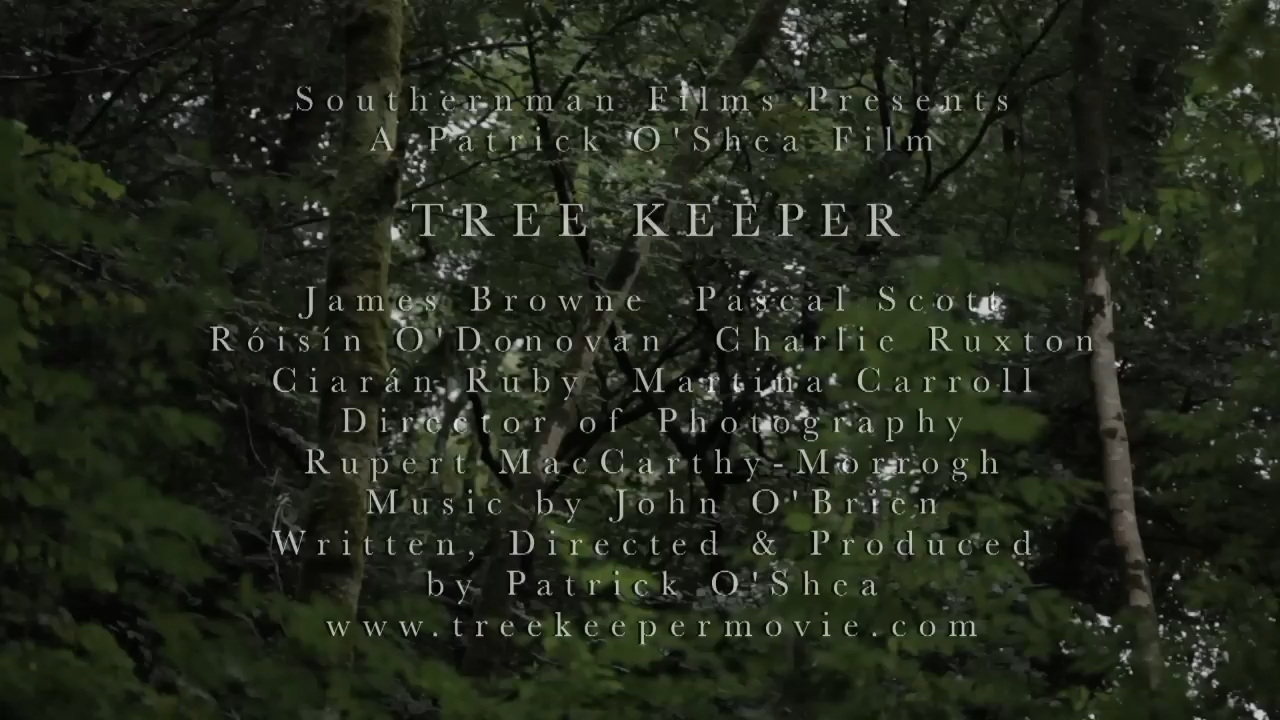 Southernman Films Presents
A Patrick O'Shea Film
TREE KEEPER
James Browne  Pascal Scott
Róisín O'Donovan  Charlie Ruxton
Ciarán Ruby  Martina Carroll
Director of Photography
Rupert MacCarthy-Morrogh
Music by John O'Brien
Written, Directed & Produced
by Patrick O'Shea
www.treekeepermovie.com